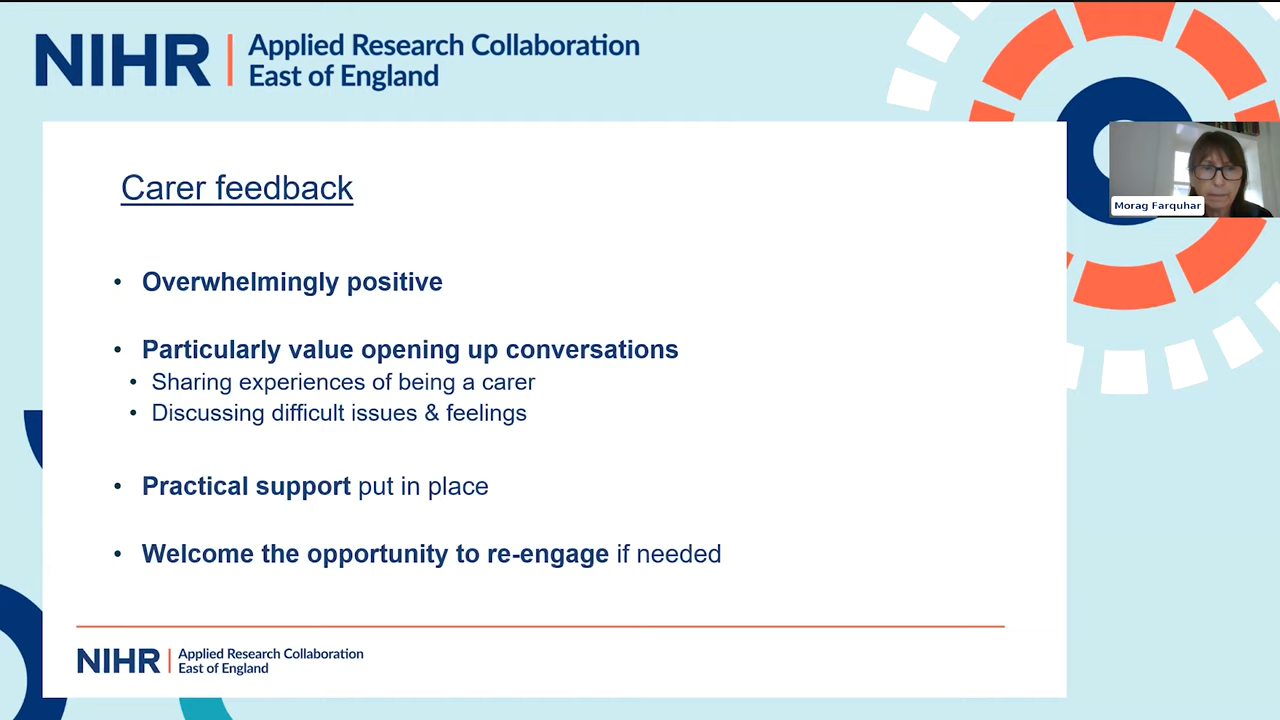 NIHR | Applied Research Collaboration
East of England
Carer feedback
Morag Farquhar
• Overwhelmingly positive
• Particularly value opening up conversations
• Sharing experiences of being a carer
• Discussing difficult issues & feelings
• Practical support put in place
• Welcome the opportunity to re-engage if needed
NIHR | Applied Research Collaboration
East of England